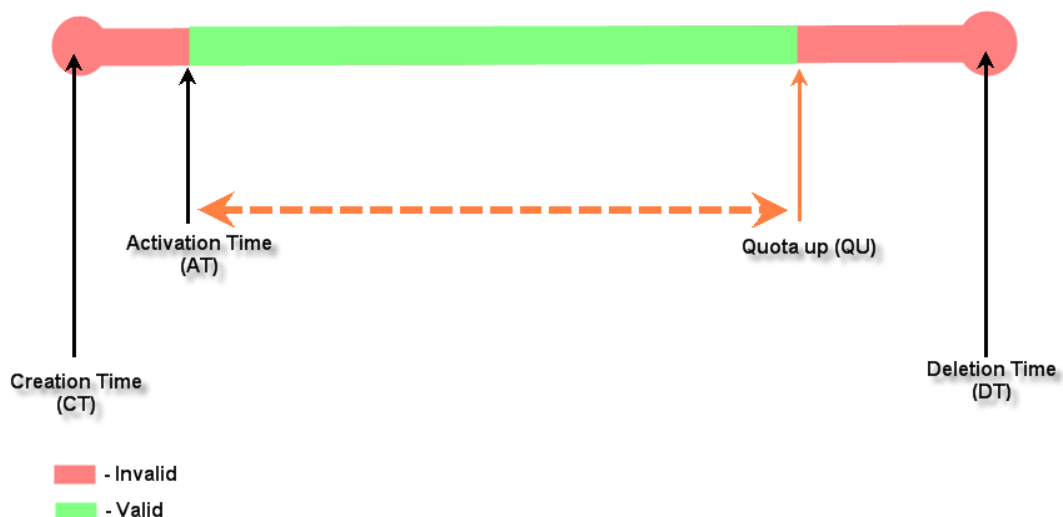 Activation Time
(AT)
Quota up (QU)
Creation Time
(CT)
Deletion Time
(DT)
- Invalid
- Valid